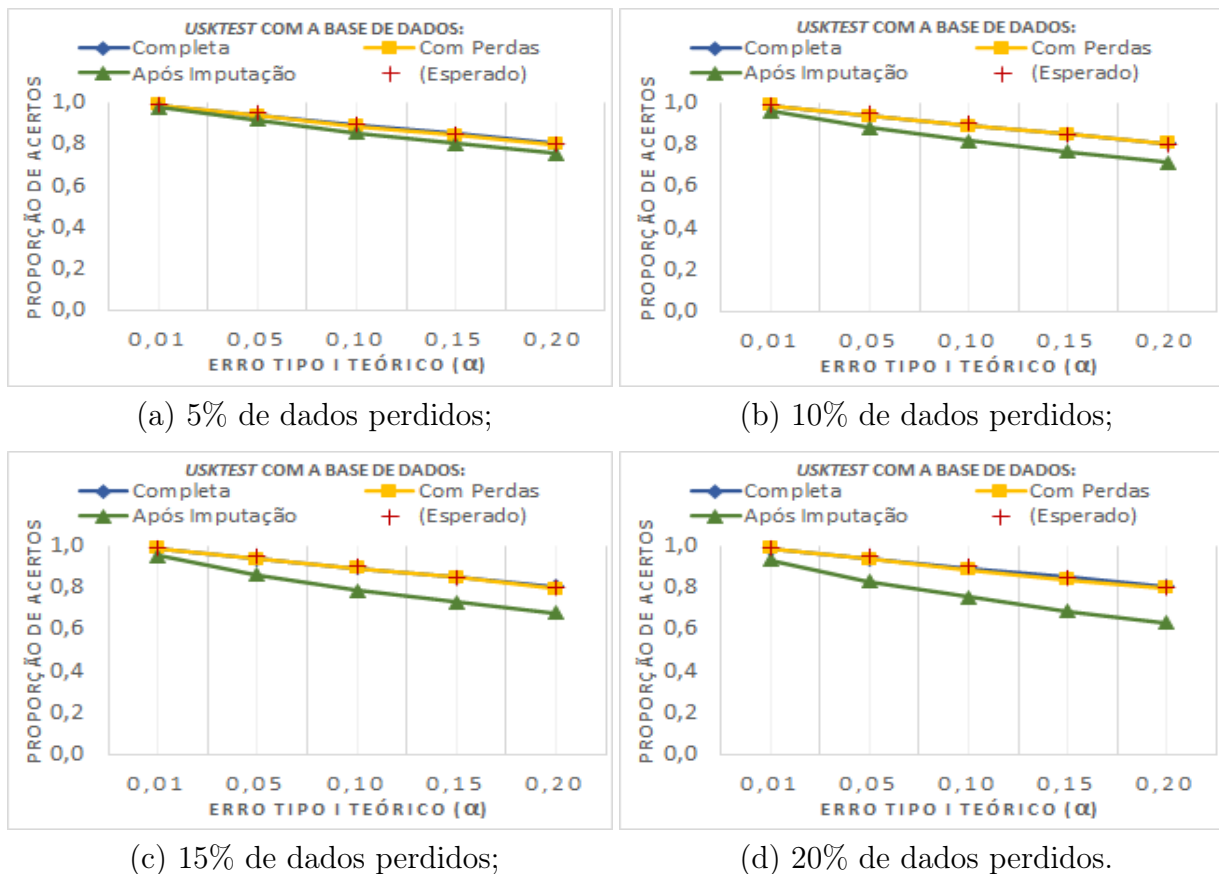 USKTEST COM A BASE DE DADOS:
Completa
Com Perdas
Após Imputação
(Esperado)
PROPORÇÃO DE ACERTOS
1,0
0,8
0,6
0,4
0,2
0,0
0,01 0,05 0,10 0,15 0,20
ERRO TIPO I TEÓRICO (α)
(a) 5% de dados perdidos;
USKTEST COM A BASE DE DADOS:
Completa
Com Perdas
Após Imputação
(Esperado)
PROPORÇÃO DE ACERTOS
1,0
0,8
0,6
0,4
0,2
0,0
0,01 0,05 0,10 0,15 0,20
ERRO TIPO I TEÓRICO (α)
(b) 10% de dados perdidos;
USKTEST COM A BASE DE DADOS:
Completa
Com Perdas
Após Imputação
(Esperado)
PROPORÇÃO DE ACERTOS
1,0
0,8
0,6
0,4
0,2
0,0
0,01 0,05 0,10 0,15 0,20
ERRO TIPO I TEÓRICO (α)
(c) 15% de dados perdidos;
USKTEST COM A BASE DE DADOS:
Completa
Com Perdas
Após Imputação
(Esperado)
PROPORÇÃO DE ACERTOS
1,0
0,8
0,6
0,4
0,2
0,0
0,01 0,05 0,10 0,15 0,20
ERRO TIPO I TEÓRICO (α)
(d) 20% de dados perdidos.